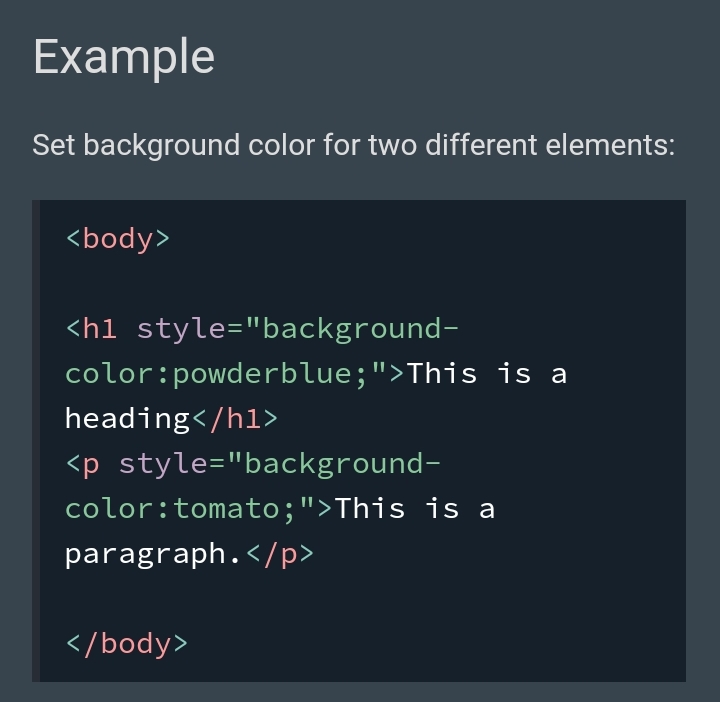 Example
Set background color for two different elements:
<body>
<h1 style="background-
color:powderblue;">This is a
heading</h1>
<p style="background-
color:tomato;">This is a
paragraph.</p>
</body>